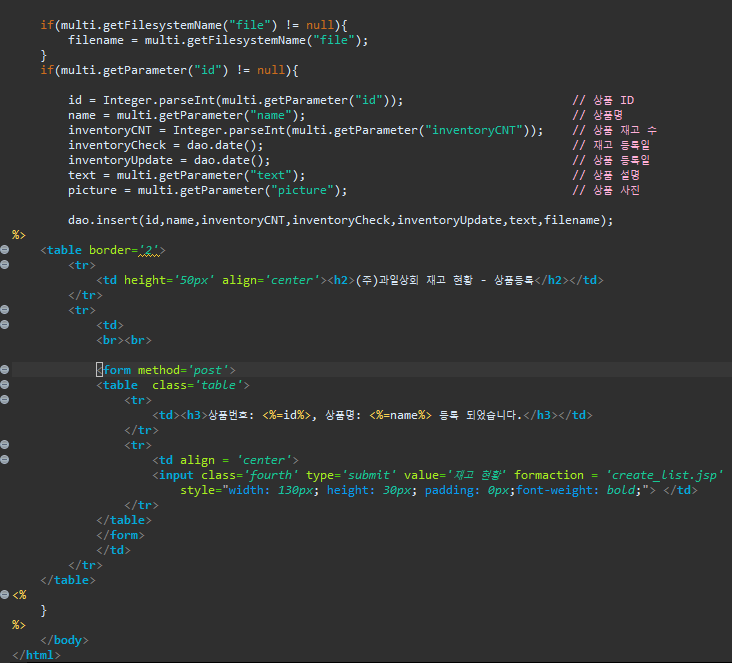 if(multi.getFilesystemName("file") != null){
filename = multi.getFilesystemName("file");
}
if(multi.getParameter("id") != null){
id = Integer.parseInt(multi.getParameter("id")); // 상품 ID
name = multi.getParameter("name"); // 상품명
inventoryCNT = Integer.parseInt(multi.getParameter("inventoryCNT")); // 상품 재고 수
inventoryCheck = dao.date(); // 재고 등록일
inventoryUpdate = dao.date(); // 상품 등록일
text = multi.getParameter("text"); // 상품 설명
picture = multi.getParameter("picture"); // 상품 사진
dao.insert(id,name,inventoryCNT,inventoryCheck,inventoryUpdate,text,filename);
%>
<table border='2'>
<tr>
<td height='50px' align='center'><h2>(주)과일상회 재고 현황 - 상품등록</h2></td>
</tr>
<tr>
<td>
<br><br>
<form method='post'>
<table  class='table'>
<tr>
<td><h3>상품번호: <%=id%>, 상품명: <%=name%> 등록 되었습니다.</h3></td>
</tr>
<tr>
<td align = 'center'>
<input class='fourth' type='submit' value='재고 현황' formaction = 'create_list.jsp'
style="width: 130px; height: 30px; padding: 0px;font-weight: bold;"> </td>
</tr>
</table>
</form>
</td>
</tr>
</table>
<%
}
%>
</body>
</html>